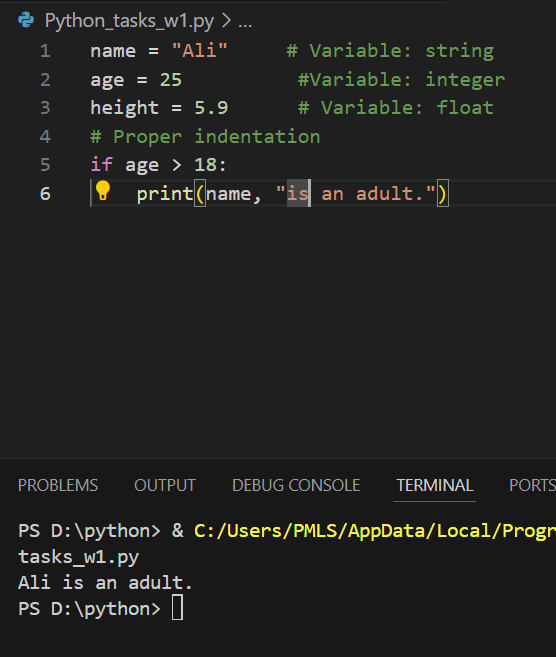 Python_tasks_w1.py > ...
1 name = "Ali"     # Variable: string
2 age = 25          #Variable: integer
3 height = 5.9      # Variable: float
4 # Proper indentation
5 if age > 18:
6     print(name, "is an adult.")
PROBLEMS OUTPUT DEBUG CONSOLE TERMINAL PORTS
PS D:\python> & C:/Users/PMLS/AppData/Local/Progr
tasks_w1.py
Ali is an adult.
PS D:\python>